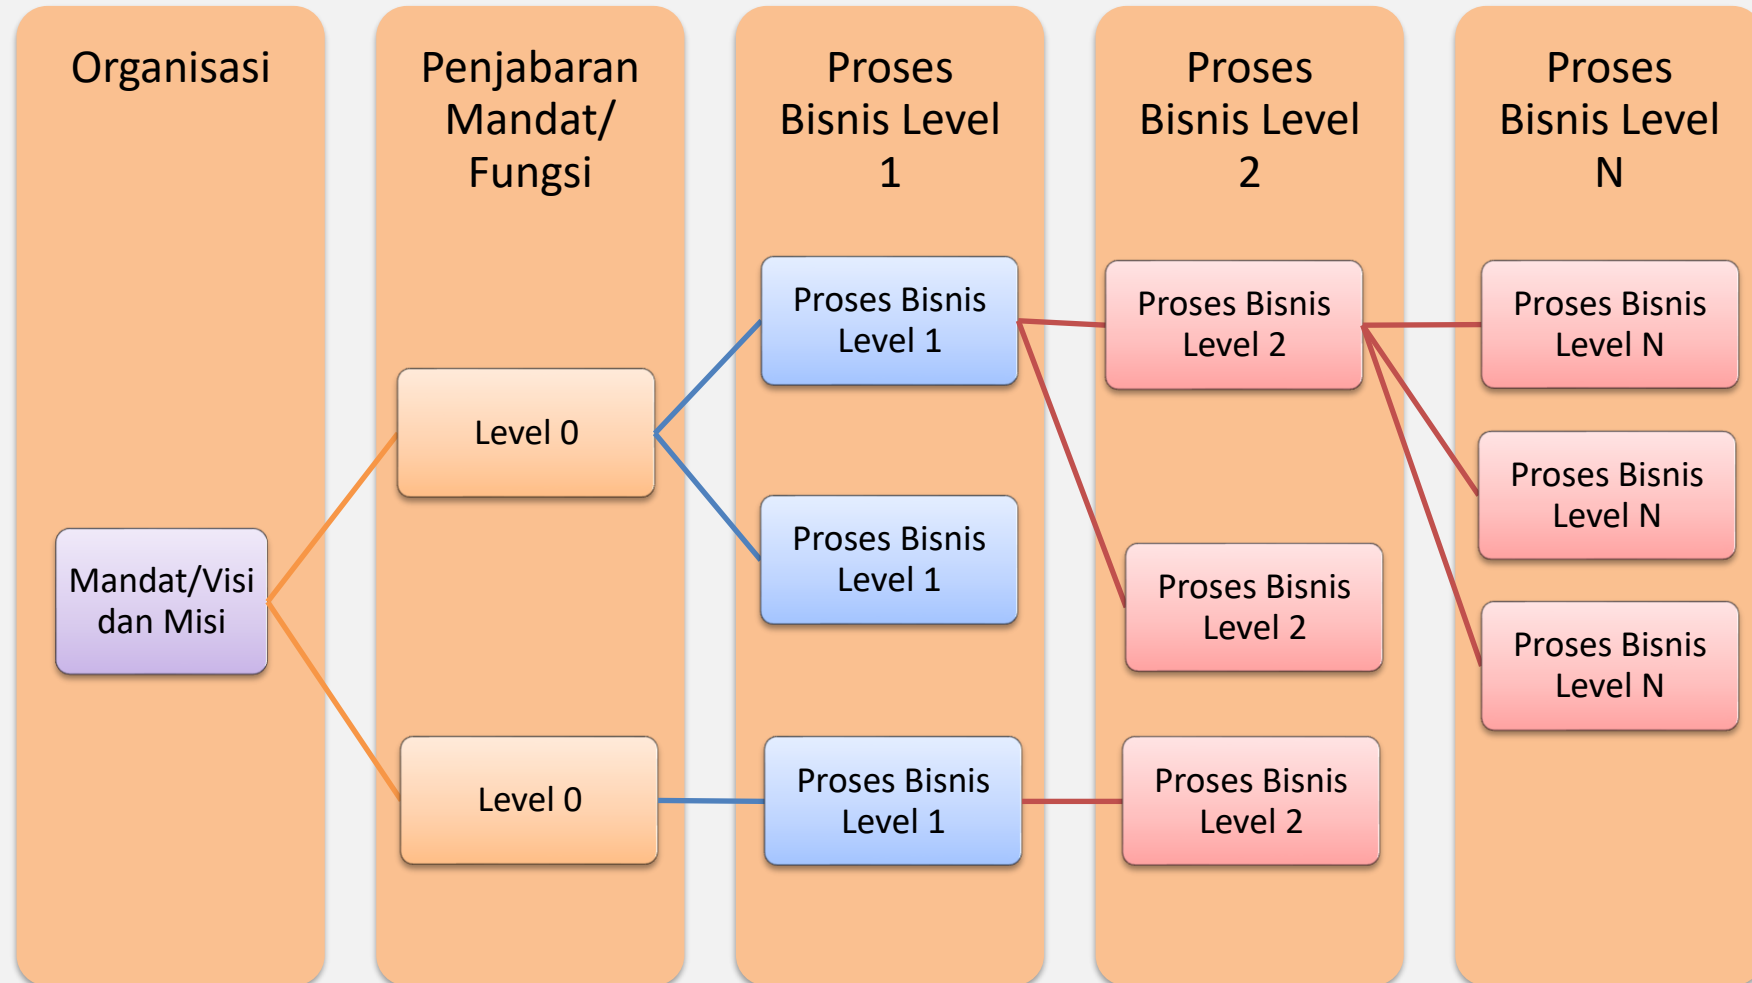 Organisasi
Penjabaran
Mandat/
Fungsi
Proses
Bisnis Level
1
Proses
Bisnis Level
2
Proses
Bisnis Level
N
Mandat/Visi
dan Misi
Level 0
Level 0
Proses Bisnis
Level 1
Proses Bisnis
Level 1
Proses Bisnis
Level 1
Proses Bisnis
Level 2
Proses Bisnis
Level 2
Proses Bisnis
Level 2
Proses Bisnis
Level N
Proses Bisnis
Level N
Proses Bisnis
Level N